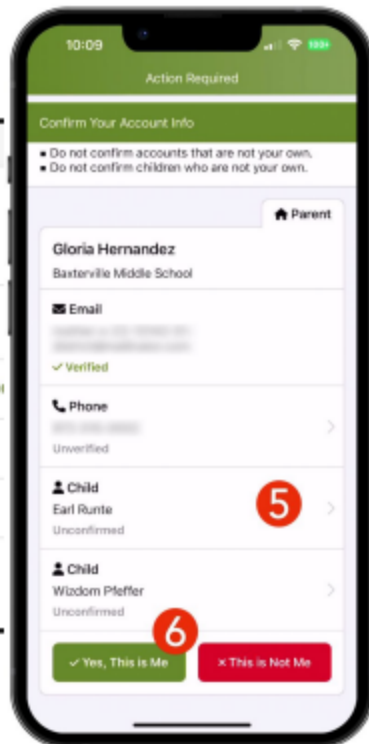 10:09
100+
Action Required
Confirm Your Account Info
▪ Do not confirm accounts that are not your own.
▪ Do not confirm children who are not your own.
Parent
Gloria Hernandez
Baxterville Middle School
Email
✓ Verified
Phone
Unverified
Child
Earl Runte
Unconfirmed
5
Child
Wizdom Pfeffer
Unconfirmed
6
✓ Yes, This is Me
× This is Not Me